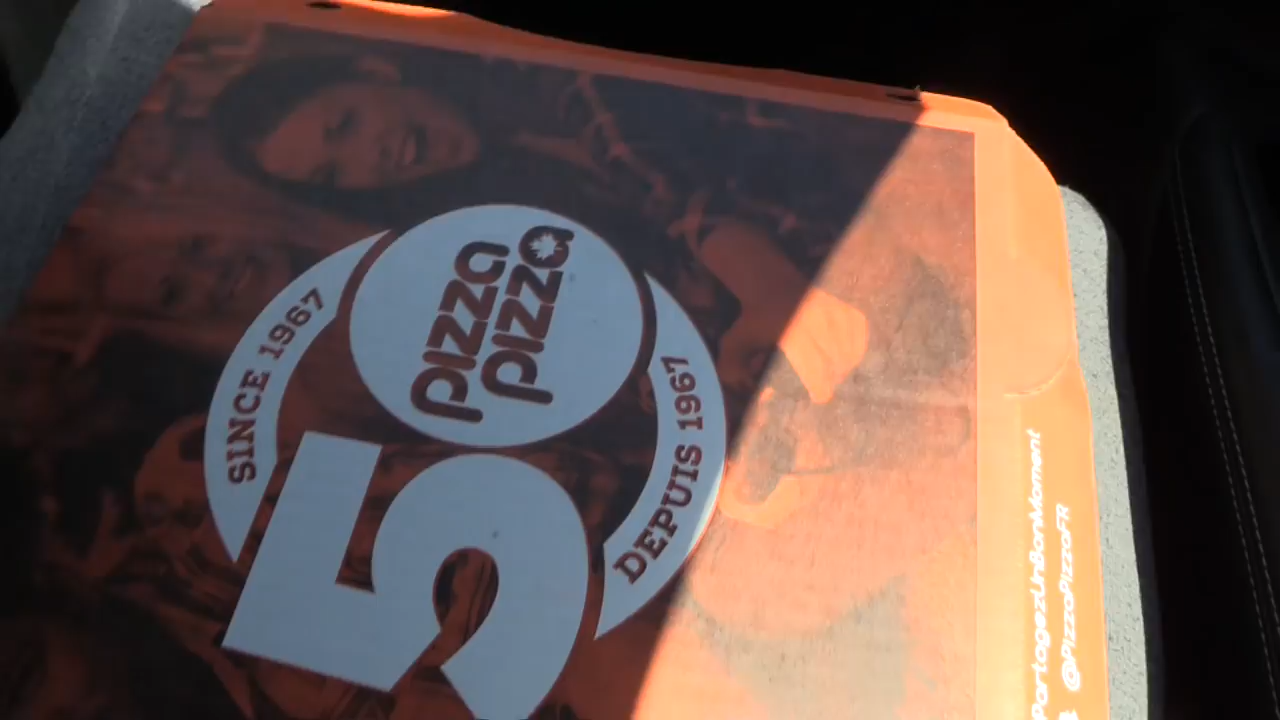 SINCE 1967
pizza
pizza
50
DEPUIS 1967
PartagezUnBonMoment
@PizzaPizzaFR